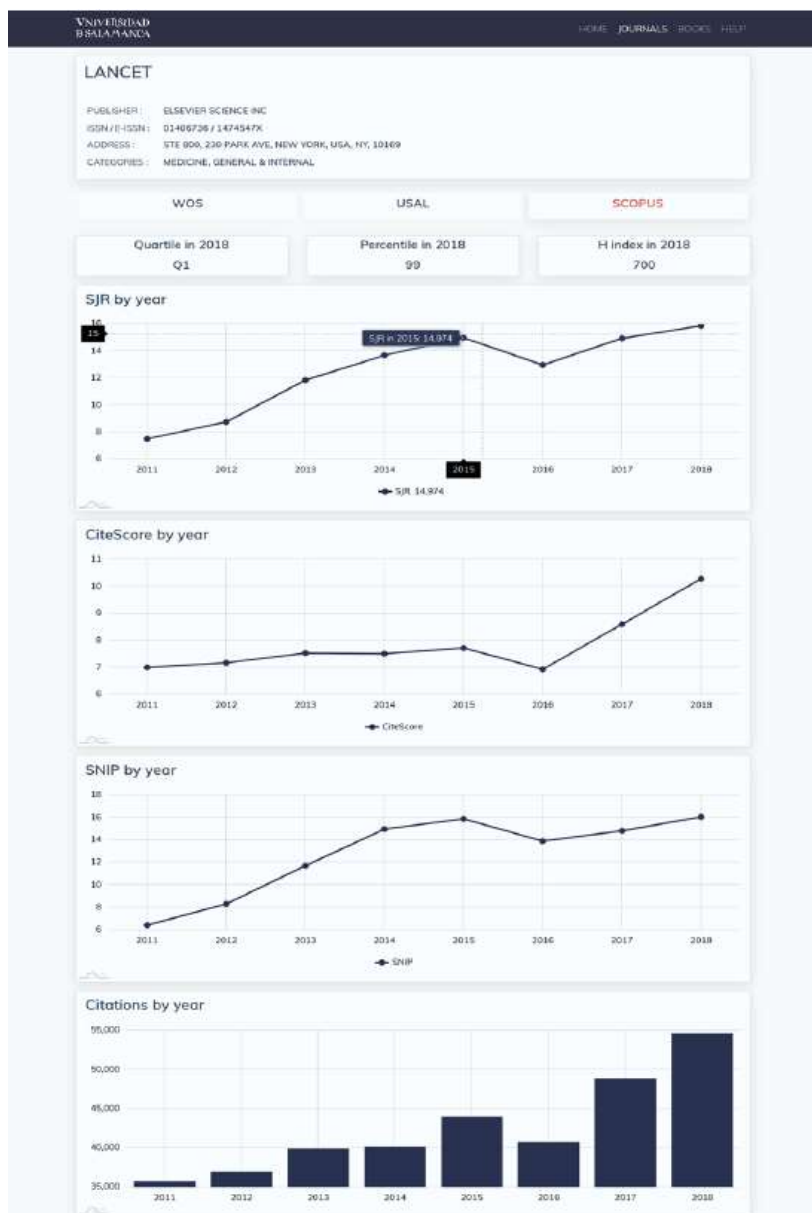 VNiVERSiDAD
D SALAMANCA
HOME JOURNALS BOOKS HELP
LANCET
PUBLISHER : ELSEVIER SCIENCE INC
ISSN / E-ISSN : 01406736 / 1474547X
ADDRESS : STE 800, 230 PARK AVE, NEW YORK, USA, NY, 10169
CATEGORIES : MEDICINE, GENERAL & INTERNAL
WOS USAL SCOPUS
Quartile in 2018 Percentile in 2018 H index in 2018
Q1 99 700
SJR by year
16
15
SJR in 2015: 14,974
14
12
10
8
6
2011 2012 2013 2014 2015 2016 2017 2018
SJR 14,974
CiteScore by year
11
10
9
8
7
6
2011 2012 2013 2014 2015 2016 2017 2018
CiteScore
SNIP by year
18
16
14
12
10
8
6
2011 2012 2013 2014 2015 2016 2017 2018
SNIP
Citations by year
55,000
50,000
45,000
40,000
35,000
2011 2012 2013 2014 2015 2016 2017 2018